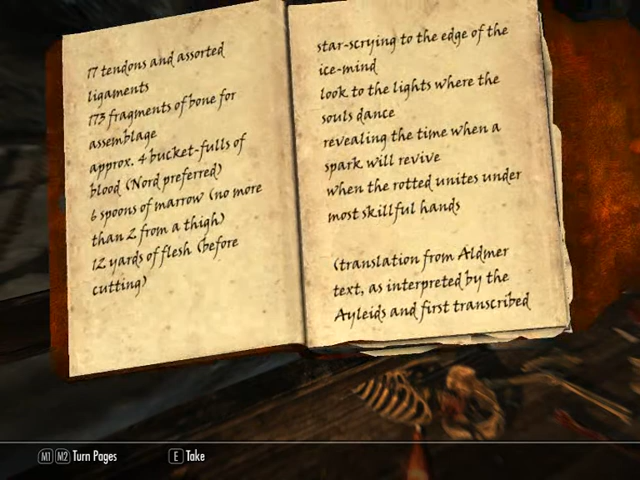 17 tendons and assorted
ligaments
173 fragments of bone for
assemblage
approx. 4 bucket-fulls of
blood (Nord preferred)
6 spoons of marrow (no more
than 2 from a thigh)
12 yards of flesh (before
cutting)
star-scrying to the edge of the
ice-mind
look to the lights where the
souls dance
revealing the time when a
spark will revive
when the rotted unites under
most skillful hands
(translation from Aldmer
text, as interpreted by the
Ayleids and first transcribed
M1 M2 Turn Pages
E Take